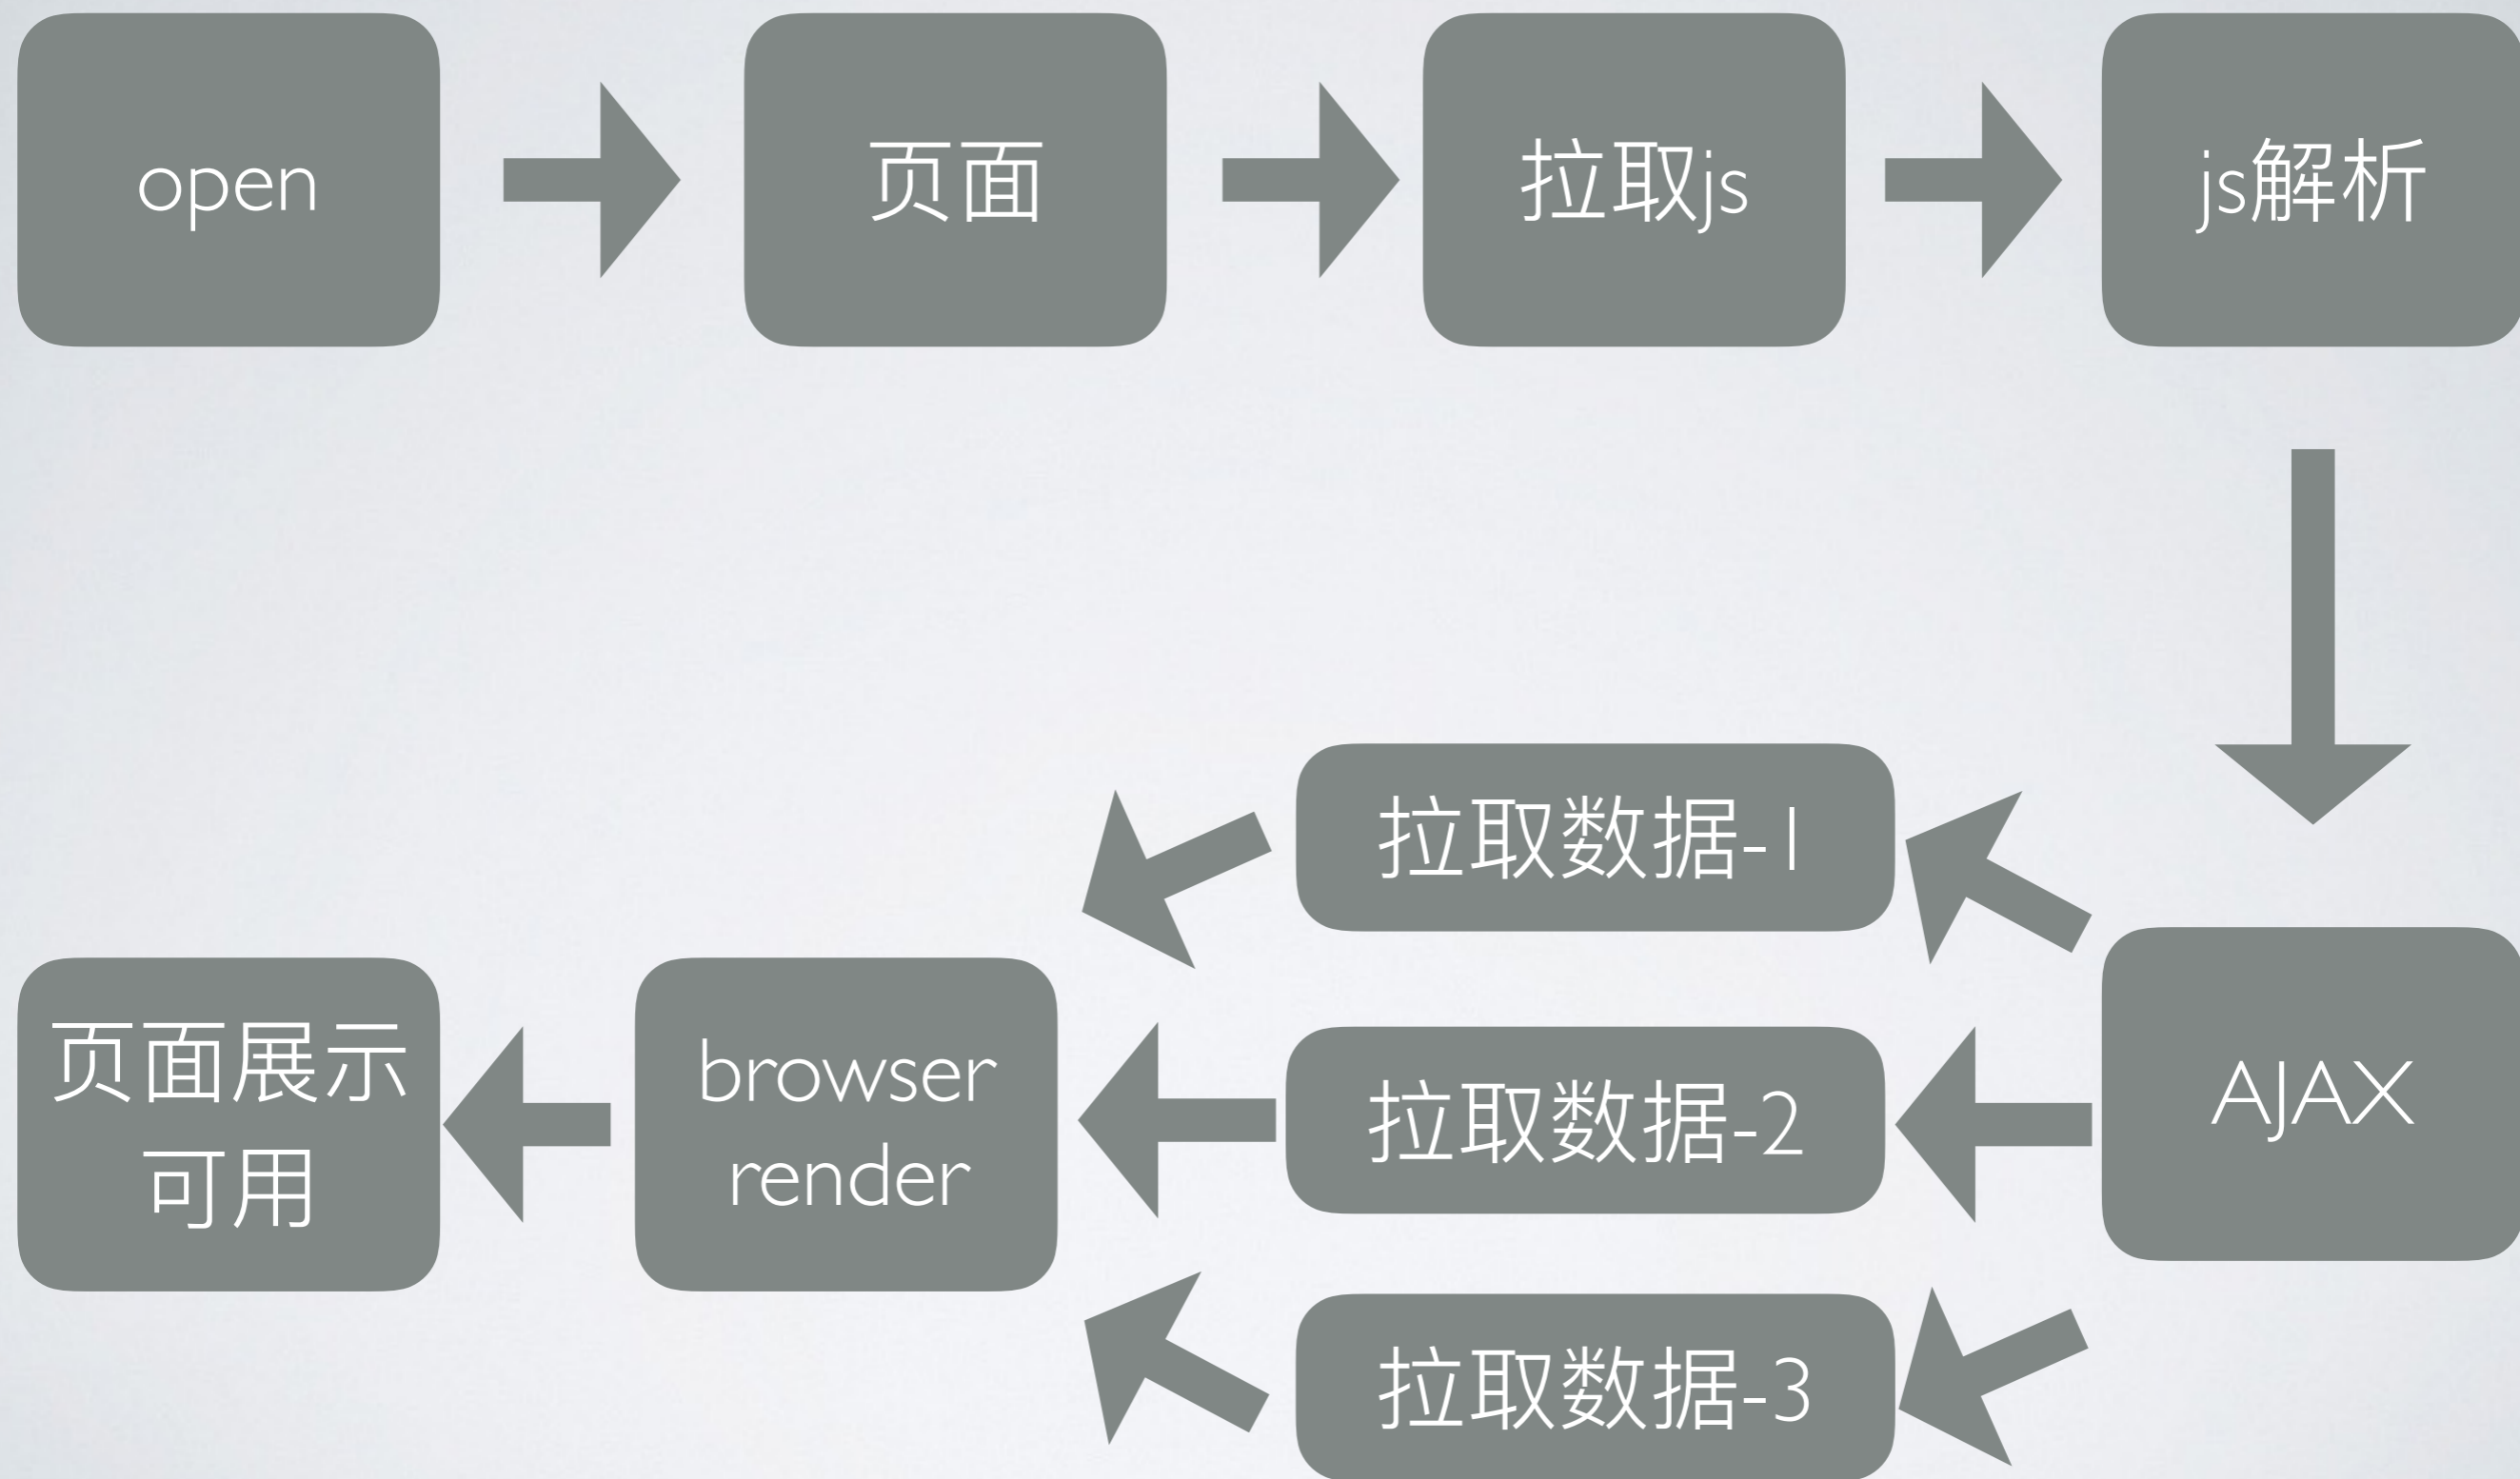 open
页面
拉取js
js解析
AJAX
拉取数据-1
拉取数据-2
拉取数据-3
browser
render
页面展示
可用